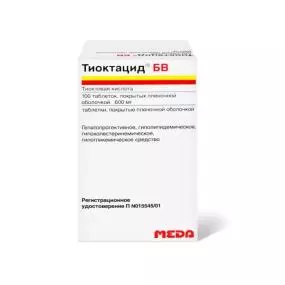 Тиоктацид® БВ
Тиоктовая кислота
100 таблеток, покрытых пленочной
оболочкой 600 мг
таблетки, покрытые пленочной оболочкой
Гепатопротективное, гиполипидемическое,
гипохолестеринемическое,
гипогликемическое средство
Регистрационное
удостоверение П N015545/01
MEDA